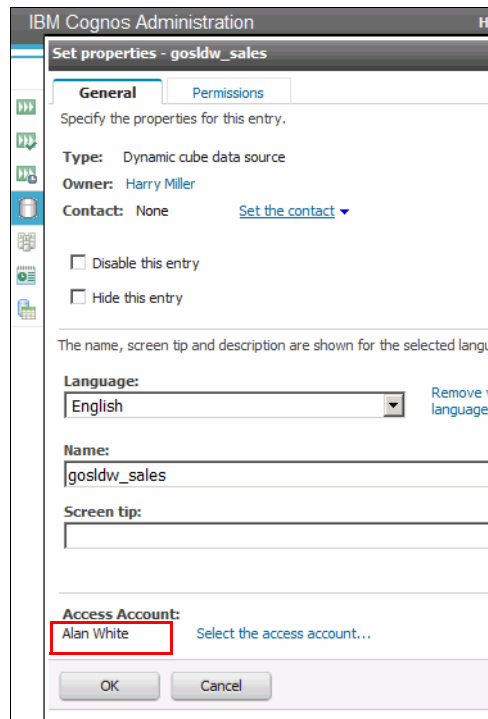 IBM Cognos Administration
Set properties - gosldw_sales
General Permissions
Specify the properties for this entry.
Type: Dynamic cube data source
Owner: Harry Miller
Contact: None Set the contact
Disable this entry
Hide this entry
The name, screen tip and description are shown for the selected
Language:
English
Remove
language
Name:
gosldw_sales
Screen tip:
Access Account:
Alan White Select the access account...
OK Cancel